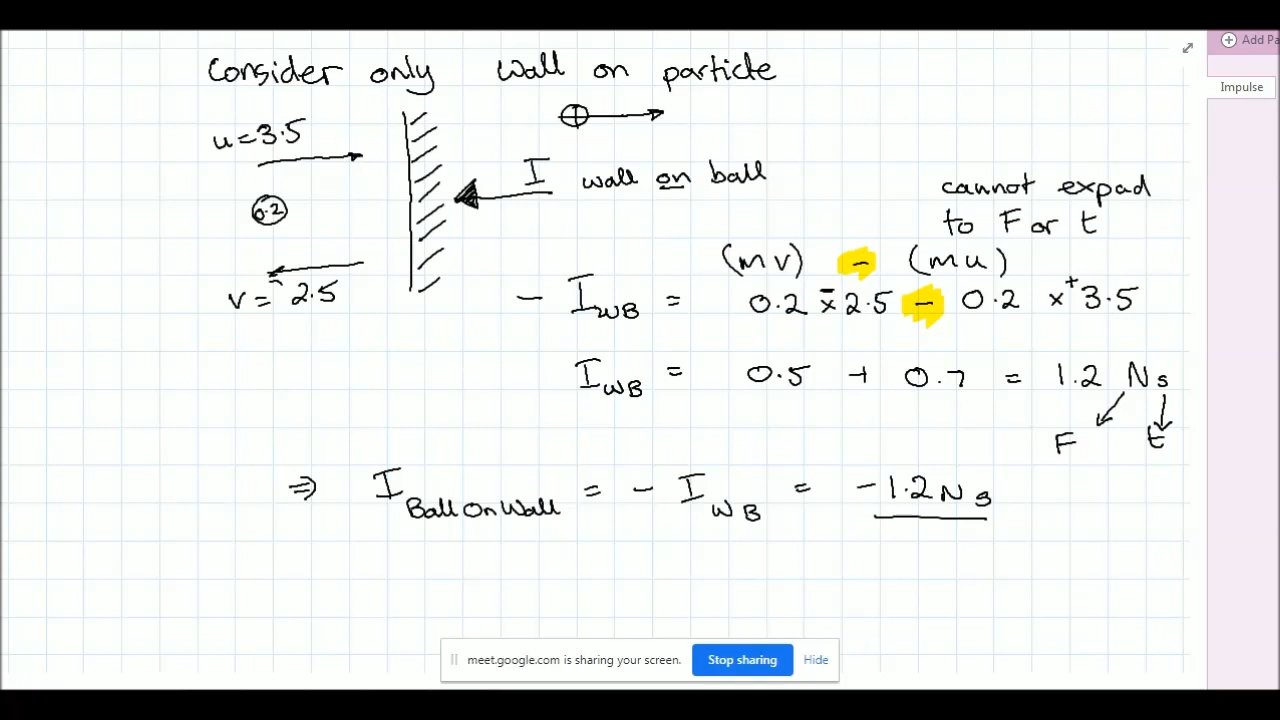 Consider only wall on particle
Add Pa
Impulse
u = 3.5
I wall on ball
0.2
cannot expad
to F or t
v = -2.5
(mv) - (mu)
- I_WB = 0.2 x -2.5 - 0.2 x +3.5
I_WB = 0.5 + 0.7 = 1.2 Ns
F t
⇒ I_Ball On Wall = - I_WB = -1.2 Ns
meet.google.com is sharing your screen. Stop sharing Hide